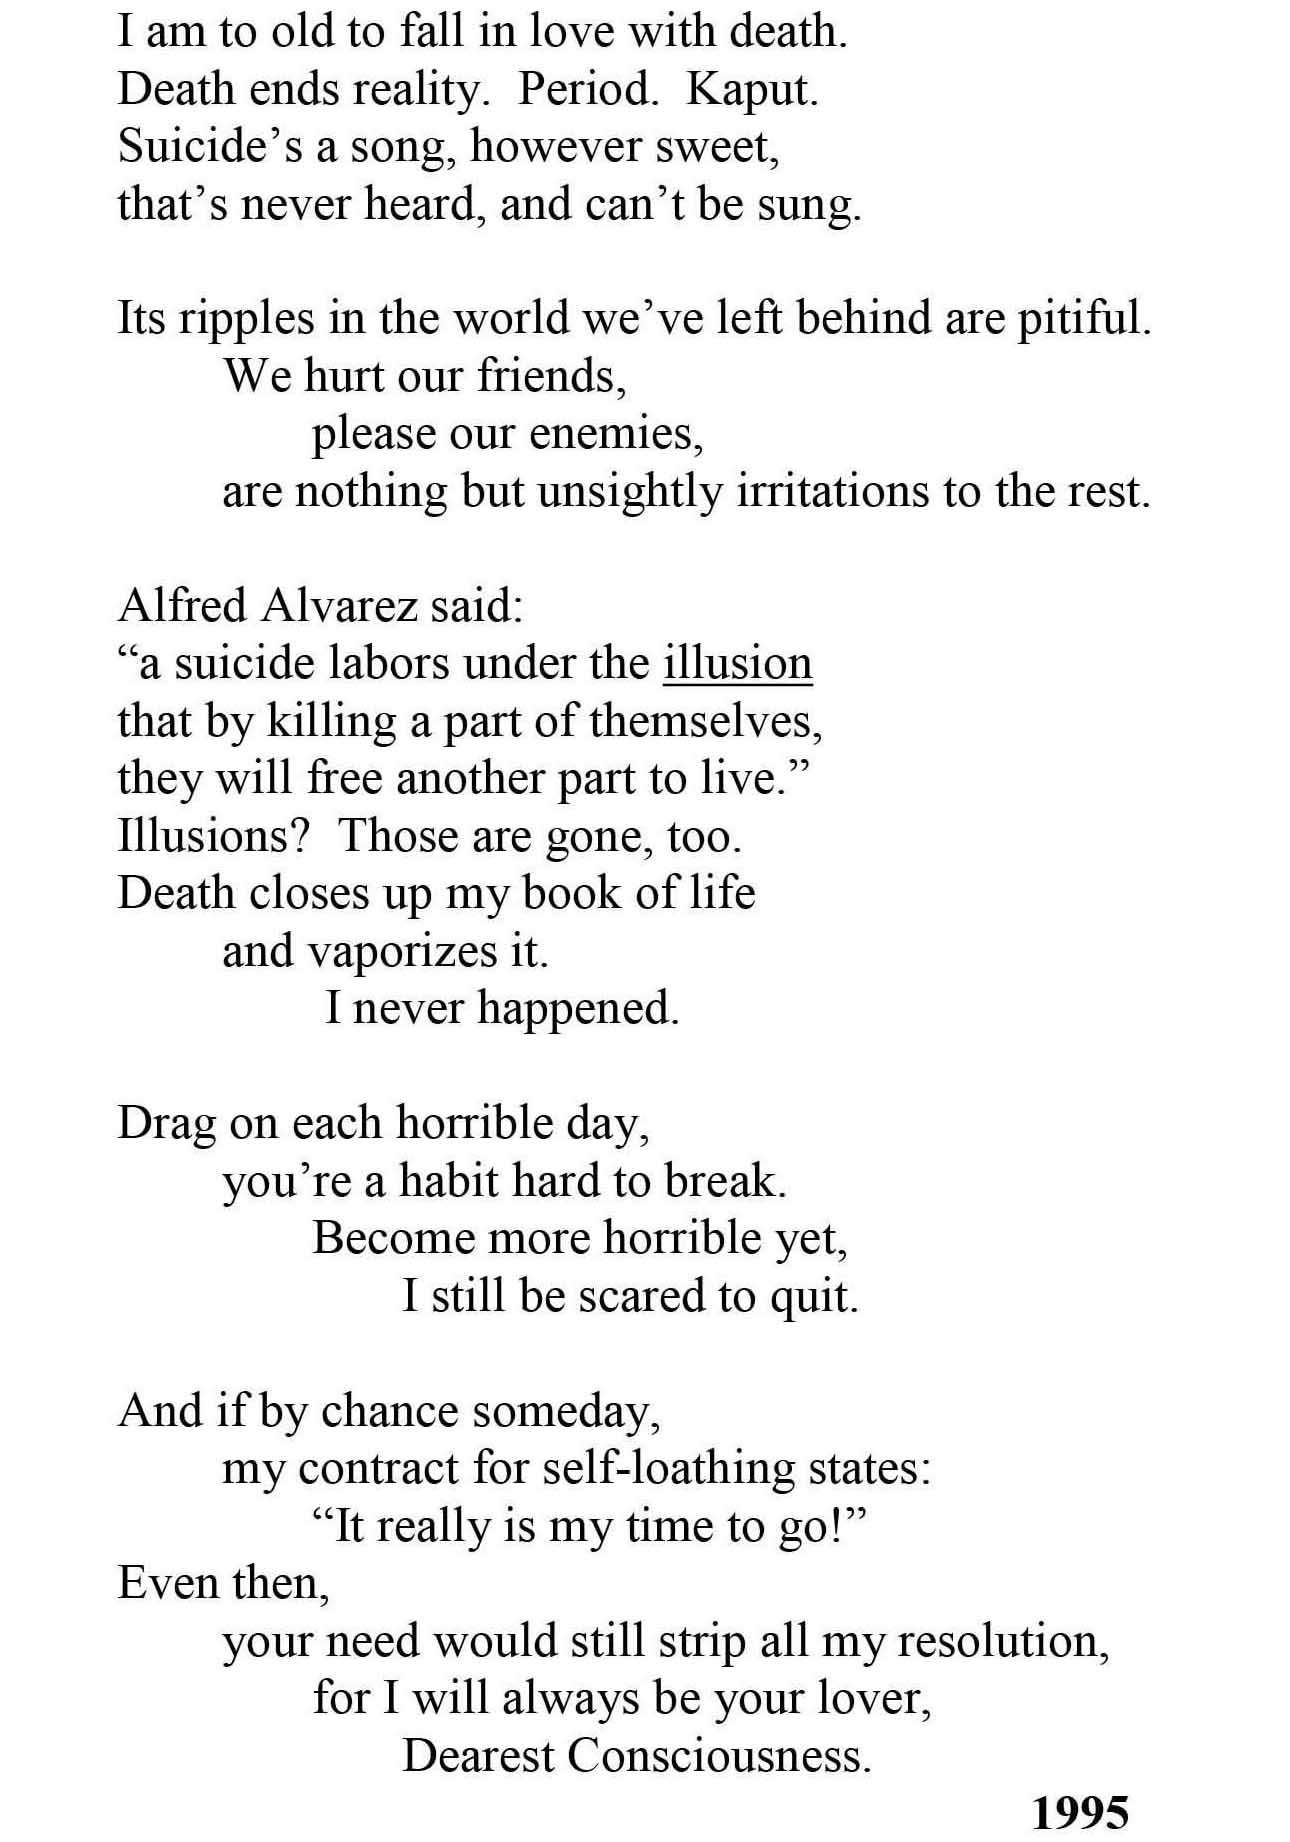 I am to old to fall in love with death.
Death ends reality.  Period.  Kaput.
Suicide’s a song, however sweet,
that’s never heard, and can’t be sung.
Its ripples in the world we’ve left behind are pitiful.
We hurt our friends,
please our enemies,
are nothing but unsightly irritations to the rest.
Alfred Alvarez said:
“a suicide labors under the illusion
that by killing a part of themselves,
they will free another part to live.”
Illusions?  Those are gone, too.
Death closes up my book of life
and vaporizes it.
I never happened.
Drag on each horrible day,
you’re a habit hard to break.
Become more horrible yet,
I still be scared to quit.
And if by chance someday,
my contract for self-loathing states:
“It really is my time to go!”
Even then,
your need would still strip all my resolution,
for I will always be your lover,
Dearest Consciousness.
1995